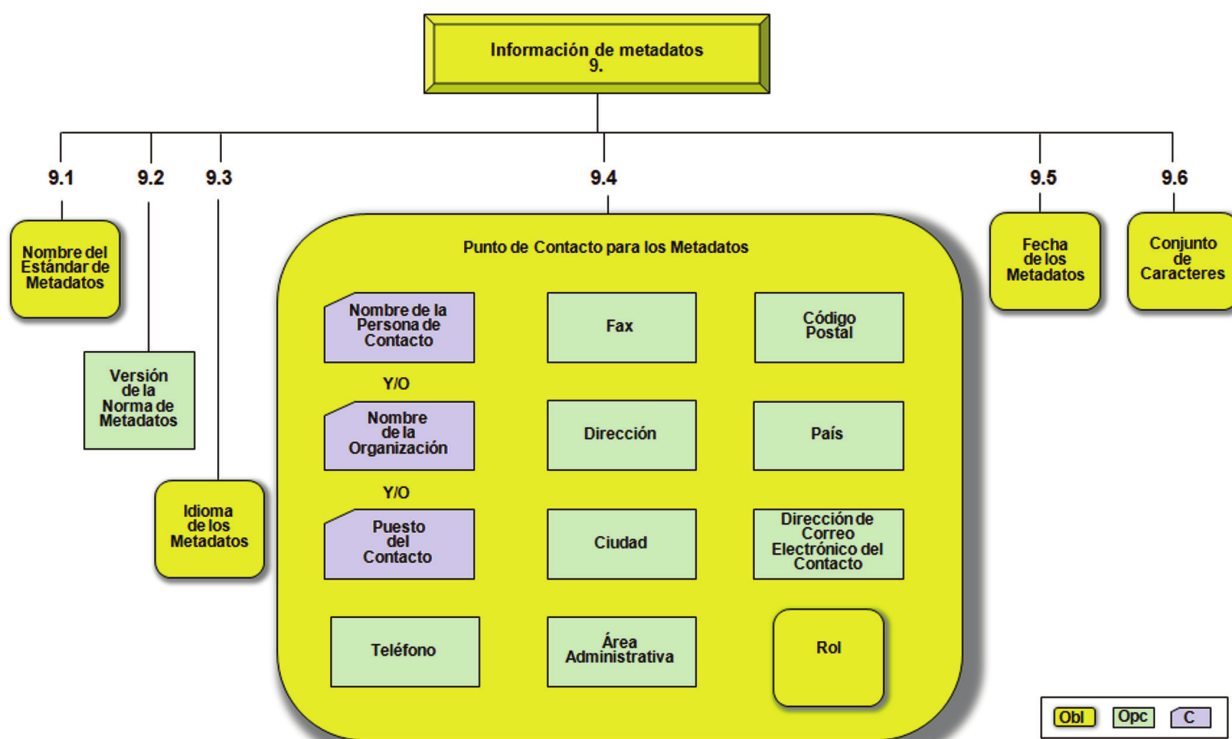 Información de metadatos
9.
9.1
9.2
9.3
9.4
9.5
9.6
Nombre del
Estándar de
Metadatos
Versión
de la
Norma de
Metadatos
Idioma
de los
Metadatos
Punto de Contacto para los Metadatos
Nombre de la
Persona de
Contacto
Y/O
Nombre
de la
Organización
Y/O
Puesto
del
Contacto
Teléfono
Fax
Dirección
Ciudad
Área
Administrativa
Código
Postal
País
Dirección de
Correo
Electrónico del
Contacto
Rol
Fecha
de los
Metadatos
Conjunto
de
Caracteres
Obl
Opc
C